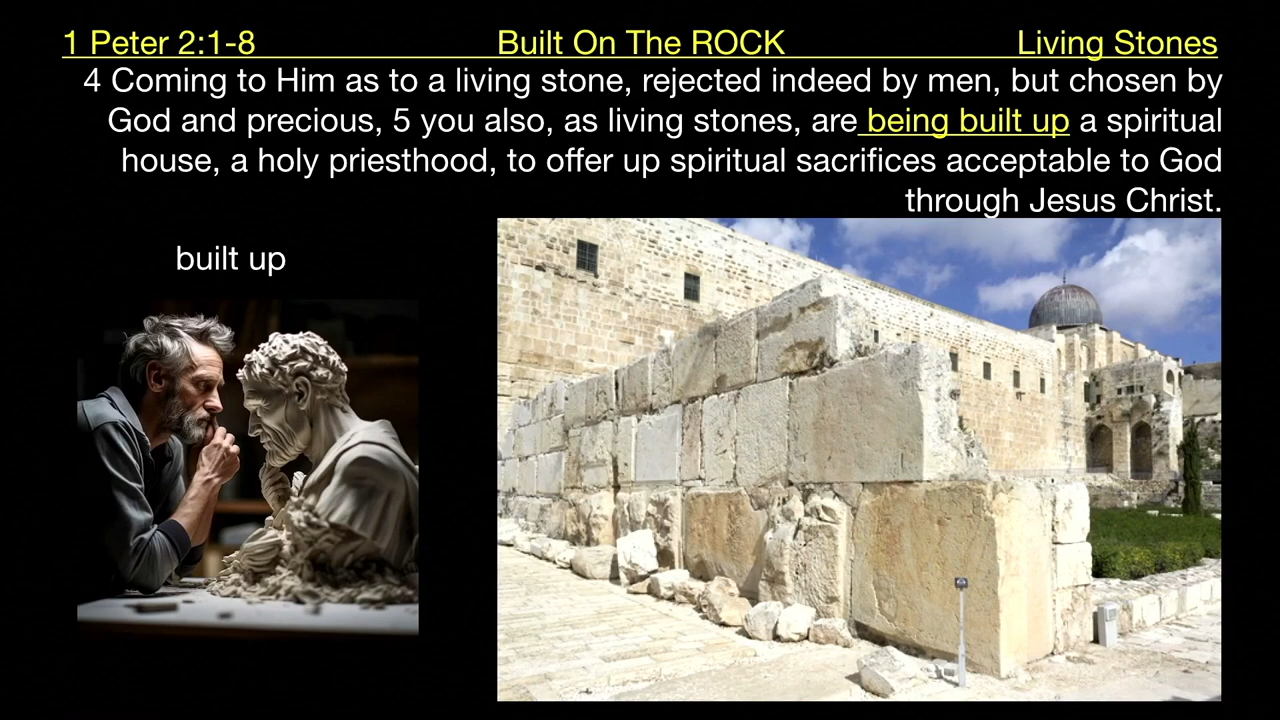 1 Peter 2:1-8 Built On The ROCK Living Stones
4 Coming to Him as to a living stone, rejected indeed by men, but chosen by
God and precious, 5 you also, as living stones, are being built up a spiritual
house, a holy priesthood, to offer up spiritual sacrifices acceptable to God
through Jesus Christ.
built up